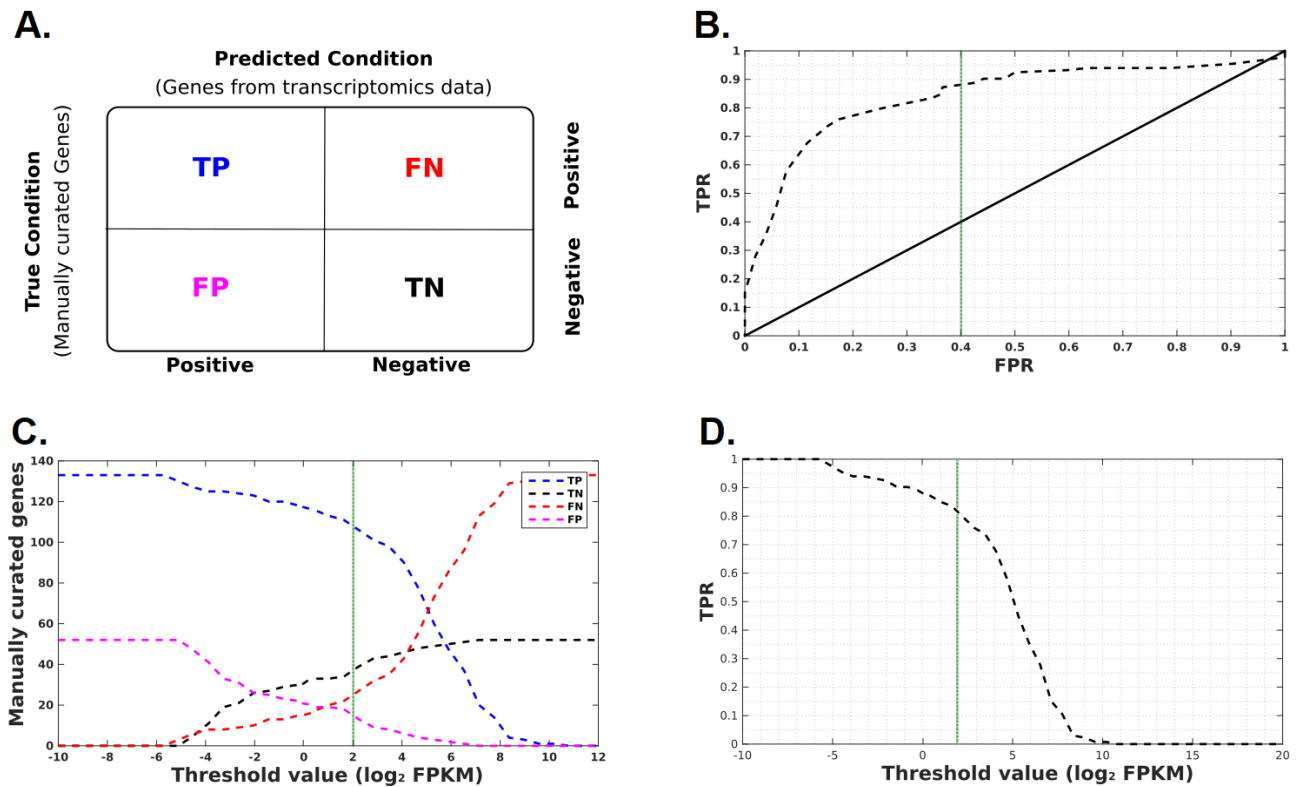 A.
Predicted Condition
(Genes from transcriptomics data)
True Condition
(Manually curated Genes)
TP
FN
Positive
FP
TN
Negative
Positive
Negative
B.
TPR
1
0.9
0.8
0.7
0.6
0.5
0.4
0.3
0.2
0.1
0
0 0.1 0.2 0.3 0.4 0.5 0.6 0.7 0.8 0.9 1
FPR
C.
Manually curated genes
140
120
100
80
60
40
20
0
TP
TN
FN
FP
-10 -8 -6 -4 -2 0 2 4 6 8 10 12
Threshold value (log₂ FPKM)
D.
TPR
1
0.9
0.8
0.7
0.6
0.5
0.4
0.3
0.2
0.1
0
-10 -5 0 5 10 15 20
Threshold value (log₂ FPKM)